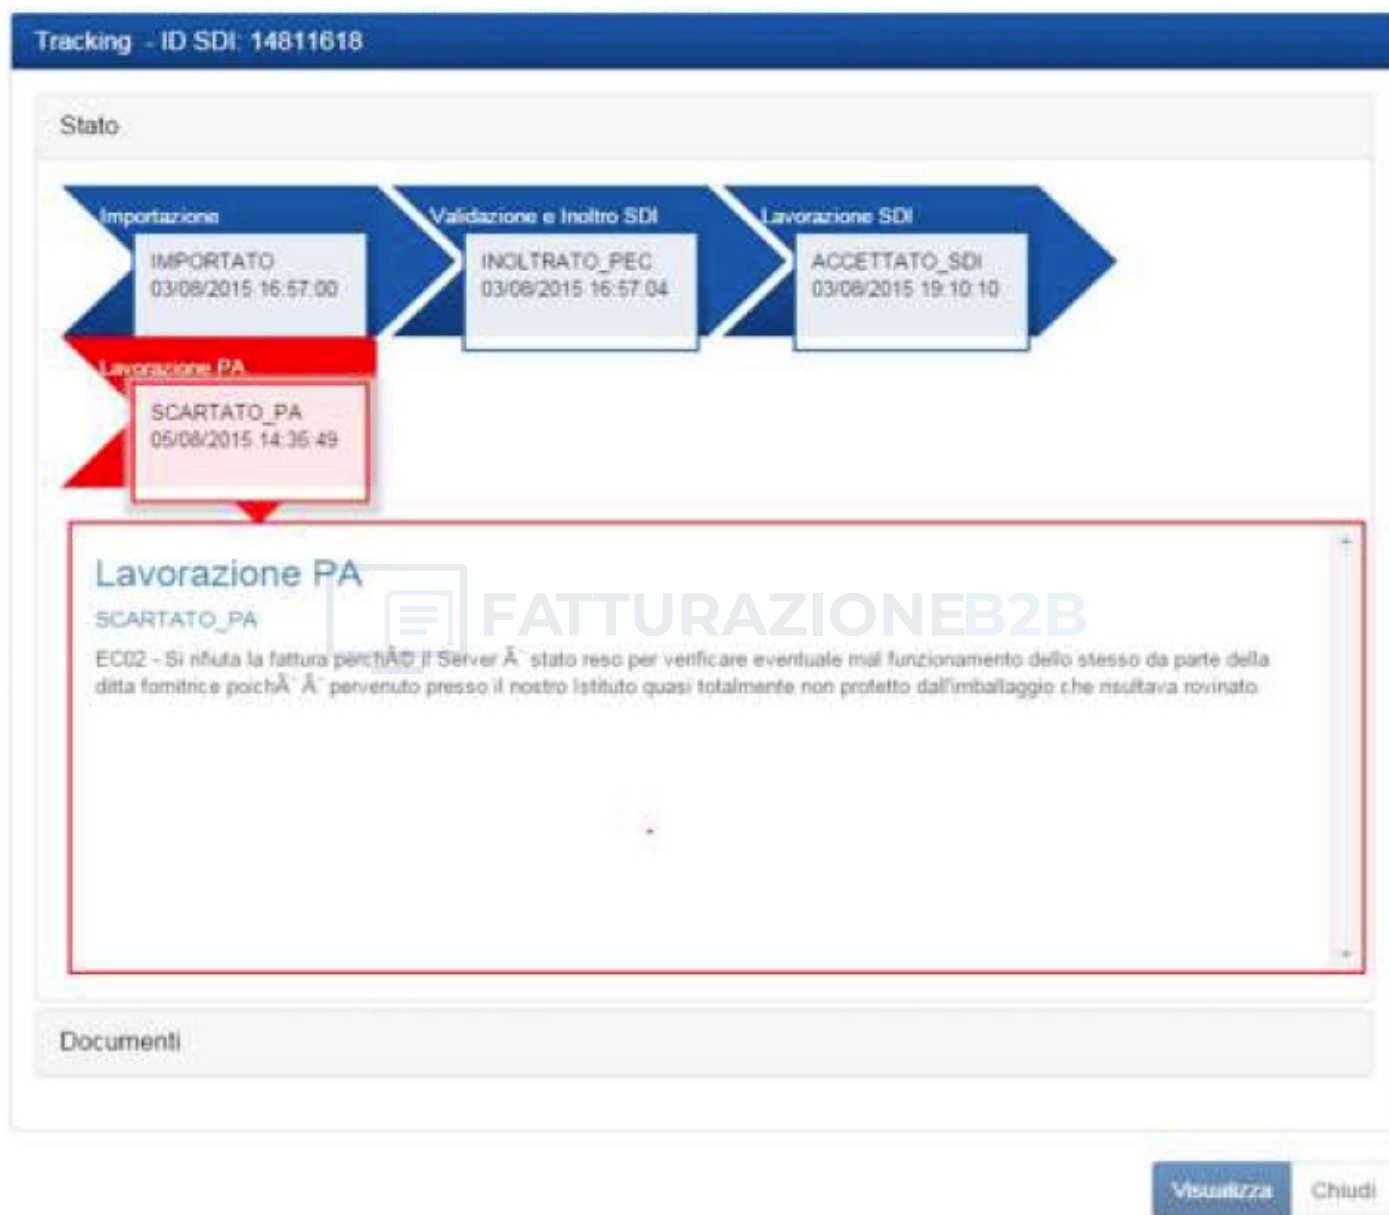 Tracking - ID SDI: 14811618
Stato
Importazione
IMPORTATO
03/08/2015 16:57:00
Validazione e Inoltro SDI
INOLTRATO_PEC
03/08/2015 16:57:04
Lavorazione SDI
ACCETTATO_SDI
03/08/2015 19:10:10
Lavorazione PA
SCARTATO_PA
05/08/2015 14:35:49
Lavorazione PA
FATTURAZIONEB2B
SCARTATO_PA
EC02 - Si rifiuta la fattura perchÃ© il Server Ã¨ stato reso per verificare eventuale mal funzionamento dello stesso da parte della
ditta fornitrice poichÃ¨ Ã¨ pervenuto presso il nostro Istituto quasi totalmente non protetto dall'imballaggio che risultava rovinato.
Documenti
Visualizza
Chiudi